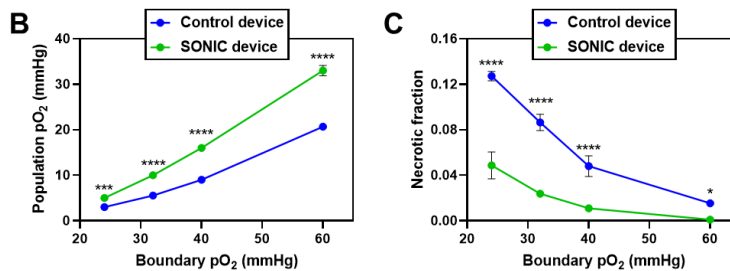 B
Control device
SONIC device
Population pO2 (mmHg)
40
30
20
10
0
***
****
****
****
20
30
40
50
60
Boundary pO2 (mmHg)
C
Control device
SONIC device
Necrotic fraction
0.16
0.12
0.08
0.04
0.00
****
****
****
*
20
30
40
50
60
Boundary pO2 (mmHg)